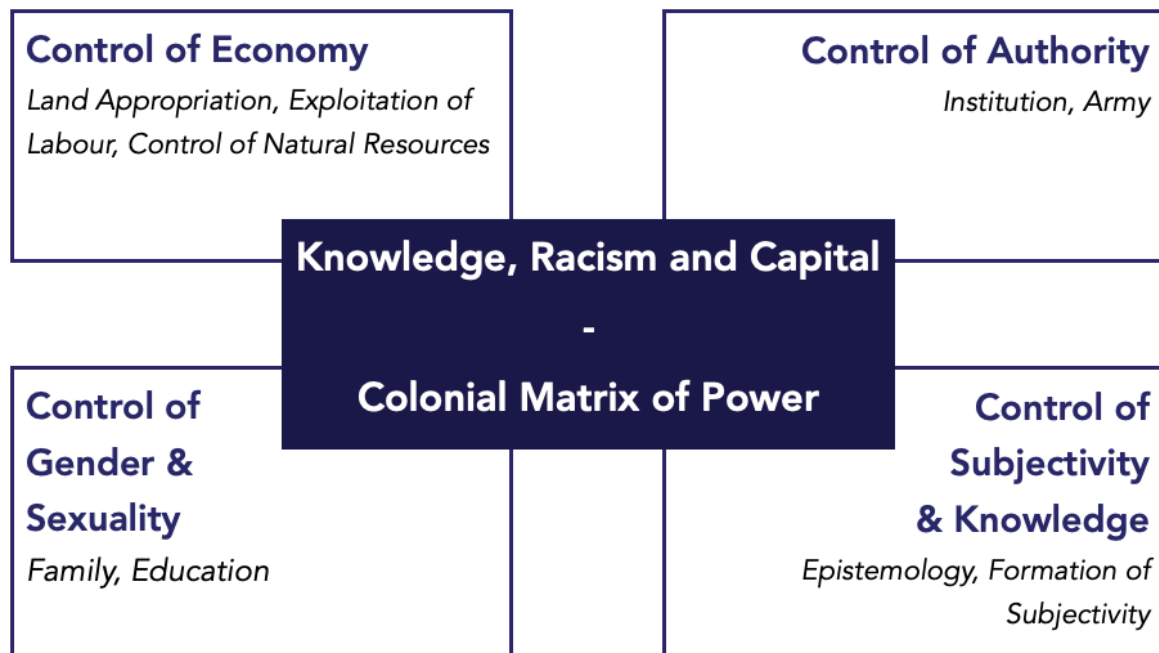 Control of Economy
Land Appropriation, Exploitation of
Labour, Control of Natural Resources
Control of Authority
Institution, Army
Knowledge, Racism and Capital
-
Colonial Matrix of Power
Control of
Gender &
Sexuality
Family, Education
Control of
Subjectivity
& Knowledge
Epistemology, Formation of
Subjectivity